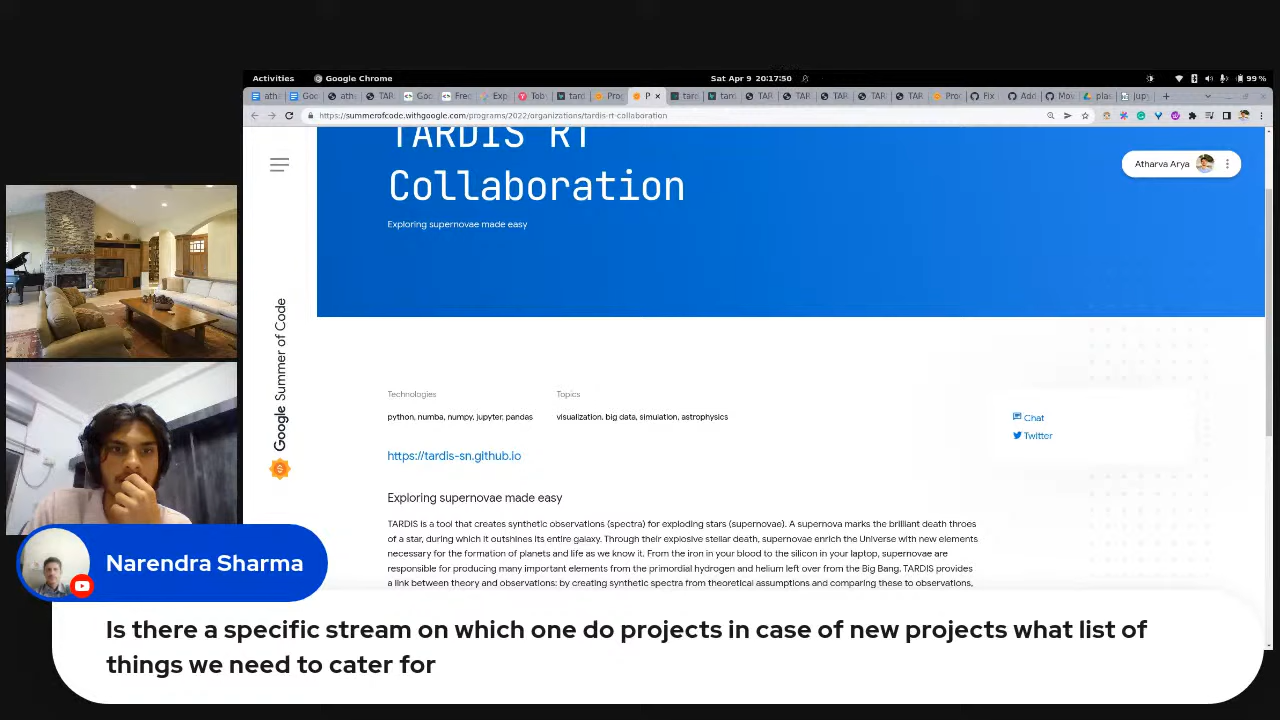 Activities
Google Chrome
Sat Apr 9 20:17:50
99 %
https://summerofcode.withgoogle.com/programs/2022/organizations/tardis-rt-collaboration
TARDIS RT
Collaboration
Exploring supernovae made easy
Atharva Arya
Google Summer of Code
Technologies
Topics
python, numba, numpy, jupyter, pandas
visualization, big data, simulation, astrophysics
Chat
Twitter
https://tardis-sn.github.io
Exploring supernovae made easy
TARDIS is a tool that creates synthetic observations (spectra) for exploding stars (supernovae). A supernova marks the brilliant death throes
of a star, during which it outshines its entire galaxy. Through their explosive stellar death, supernovae enrich the Universe with new elements
necessary for the formation of planets and life as we know it. From the iron in your blood to the silicon in your laptop, supernovae are
responsible for producing many important elements from the primordial hydrogen and helium left over from the Big Bang. TARDIS provides
a link between theory and observations: by creating synthetic spectra from theoretical assumptions and comparing these to observations,
Narendra Sharma
Is there a specific stream on which one do projects in case of new projects what list of
things we need to cater for